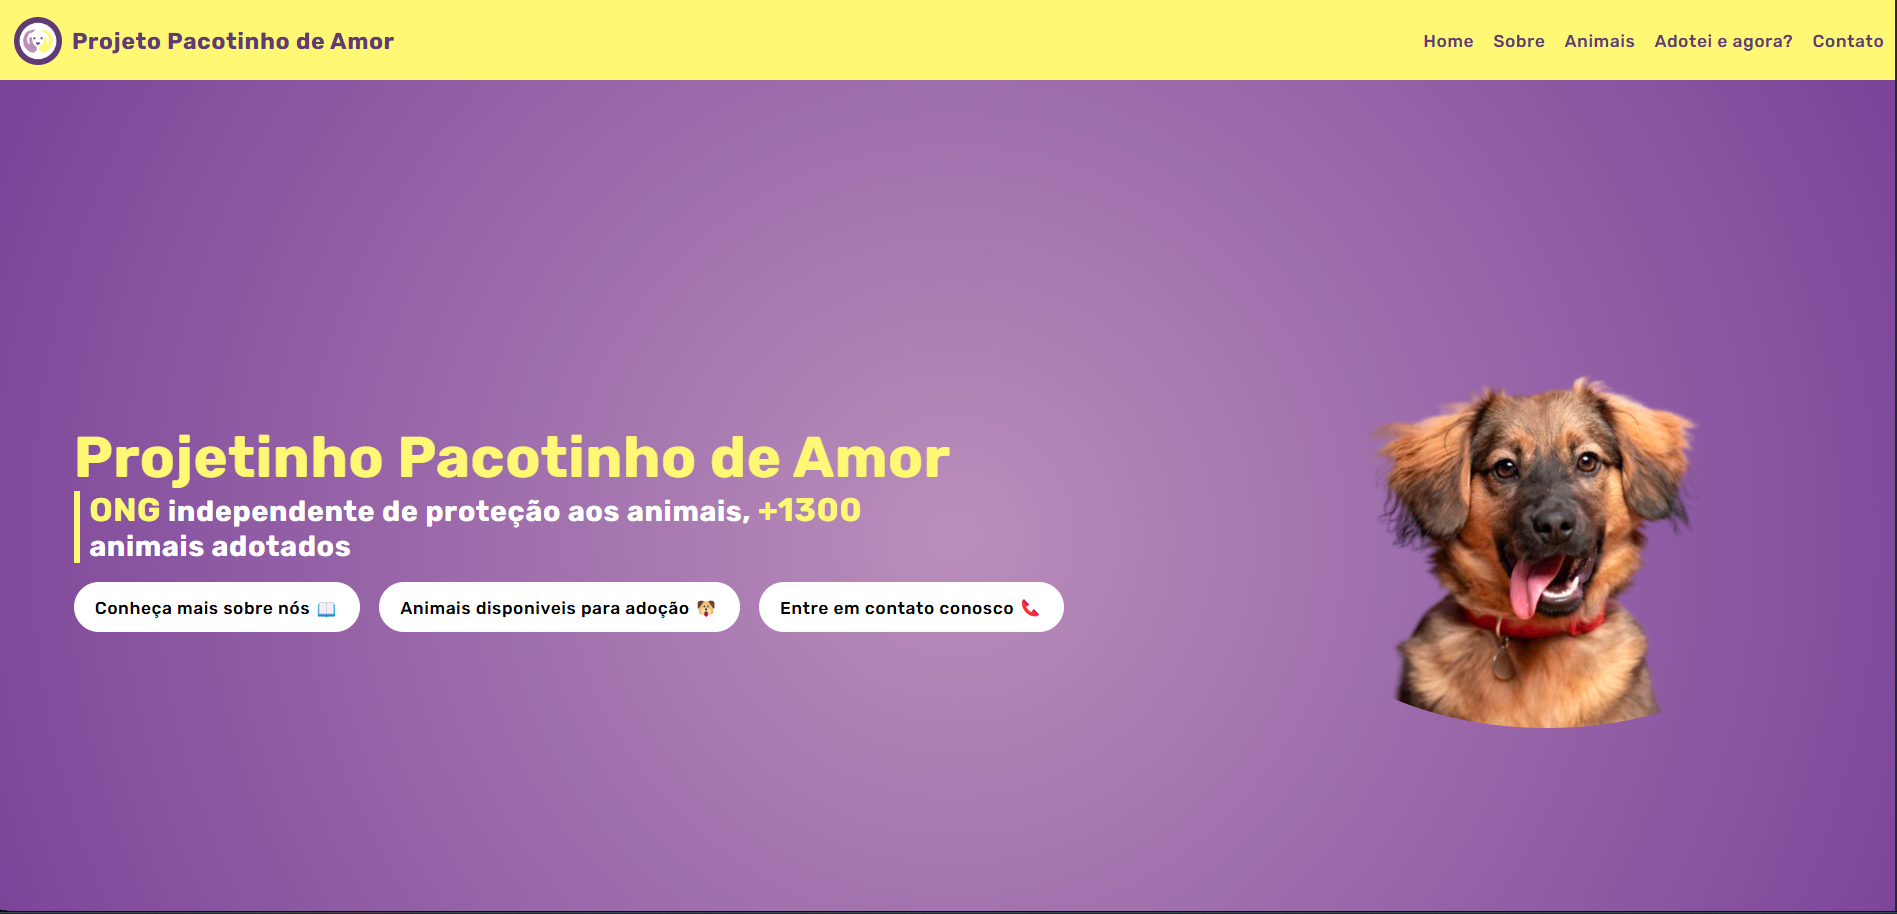 Projeto Pacotinho de Amor
Home Sobre Animais Adotei e agora? Contato
Projetinho Pacotinho de Amor
ONG independente de proteção aos animais, +1300
animais adotados
Conheça mais sobre nós 📖 Animais disponiveis para adoção 🐶 Entre em contato conosco 📞